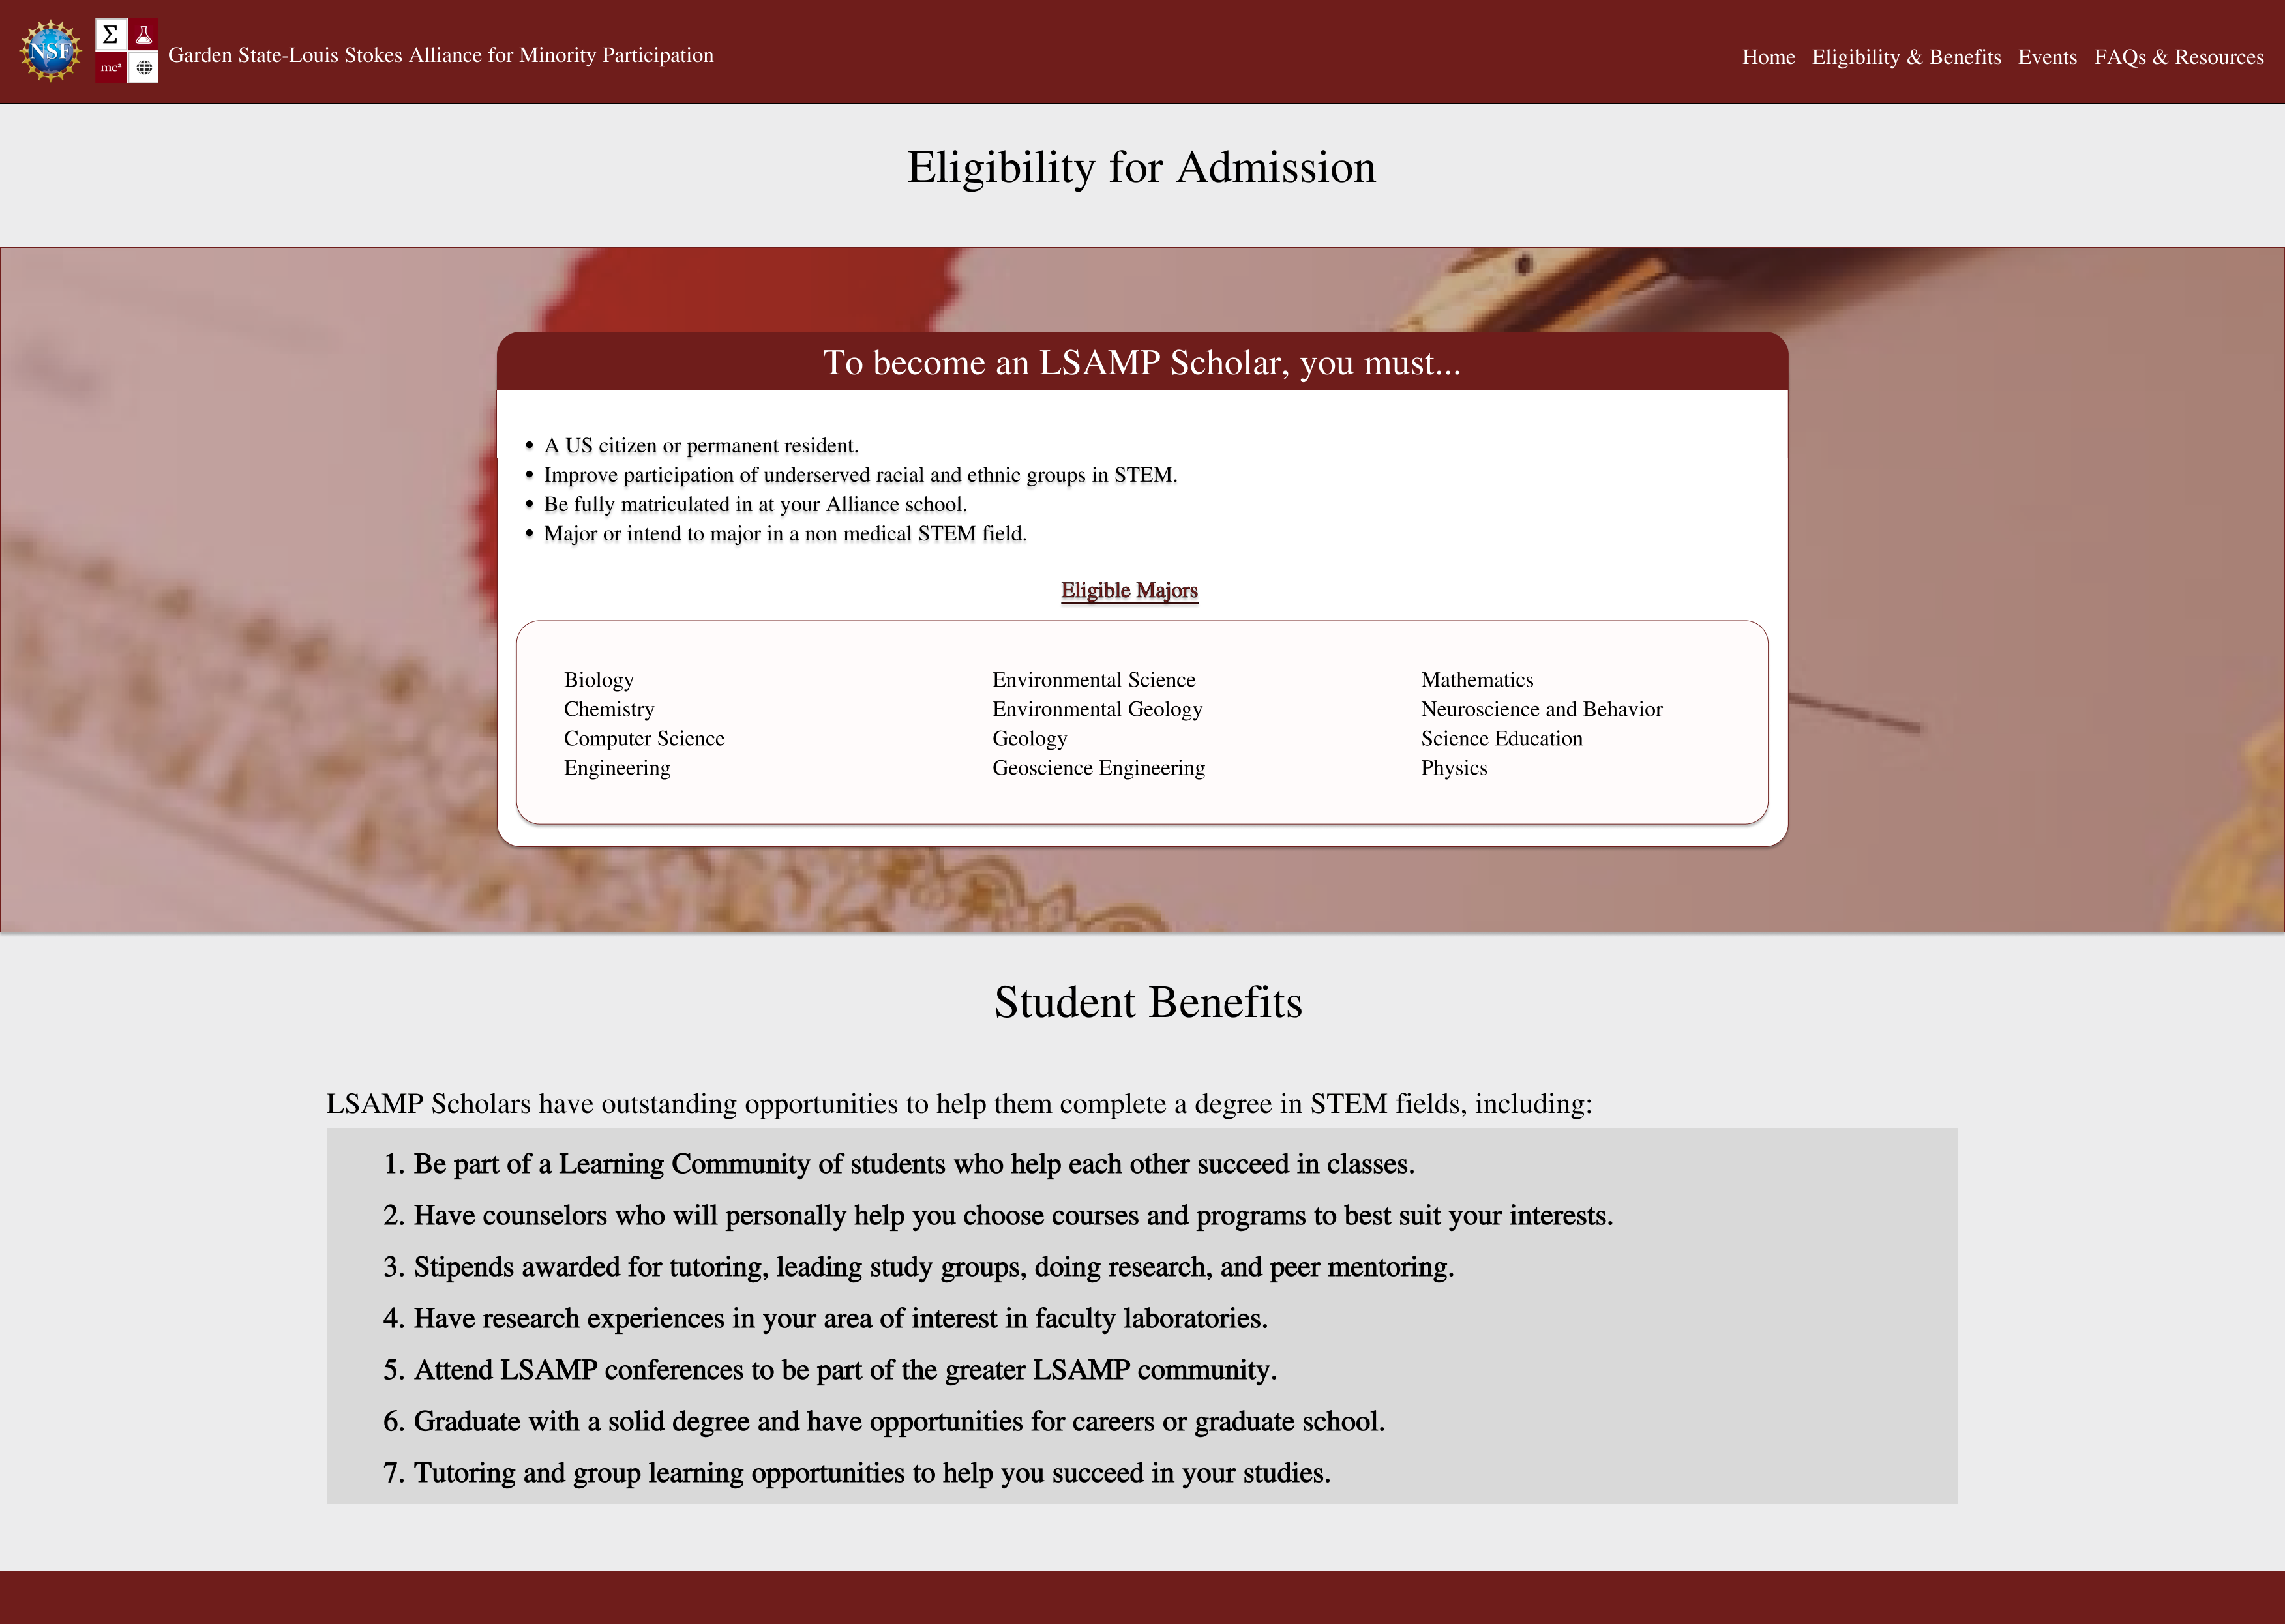 NSF
Σ
mc²
Garden State-Louis Stokes Alliance for Minority Participation
Home Eligibility & Benefits Events FAQs & Resources
Eligibility for Admission
To become an LSAMP Scholar, you must...
• A US citizen or permanent resident.
• Improve participation of underserved racial and ethnic groups in STEM.
• Be fully matriculated in at your Alliance school.
• Major or intend to major in a non medical STEM field.
Eligible Majors
Biology
Chemistry
Computer Science
Engineering
Environmental Science
Environmental Geology
Geology
Geoscience Engineering
Mathematics
Neuroscience and Behavior
Science Education
Physics
Student Benefits
LSAMP Scholars have outstanding opportunities to help them complete a degree in STEM fields, including:
1. Be part of a Learning Community of students who help each other succeed in classes.
2. Have counselors who will personally help you choose courses and programs to best suit your interests.
3. Stipends awarded for tutoring, leading study groups, doing research, and peer mentoring.
4. Have research experiences in your area of interest in faculty laboratories.
5. Attend LSAMP conferences to be part of the greater LSAMP community.
6. Graduate with a solid degree and have opportunities for careers or graduate school.
7. Tutoring and group learning opportunities to help you succeed in your studies.